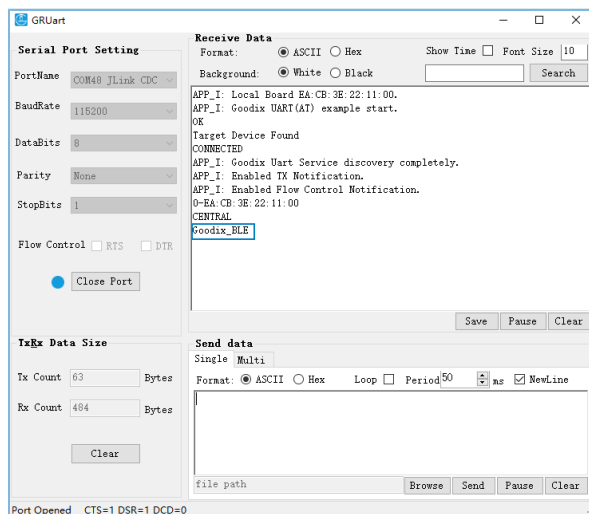 GRUart
Serial Port Setting
PortName COM48 JLink CDC
BaudRate 115200
DataBits 8
Parity None
StopBits 1
Flow Control RTS DTR
Close Port
TxRx Data Size
Tx Count 63 Bytes
Rx Count 484 Bytes
Clear
Receive Data
Format: ASCII Hex Show Time Font Size 10
Background: White Black Search
APP_I: Local Board EA:CB:3E:22:11:00.
APP_I: Goodix UART(AT) example start.
OK
Target Device Found
CONNECTED
APP_I: Goodix Uart Service discovery completely.
APP_I: Enabled TX Notification.
APP_I: Enabled Flow Control Notification.
0-EA:CB:3E:22:11:00
CENTRAL
Goodix_BLE
Save Pause Clear
Send data
Single Multi
Format: ASCII Hex Loop Period 50 ms NewLine
file path Browse Send Pause Clear
Port Opened CTS=1 DSR=1 DCD=0